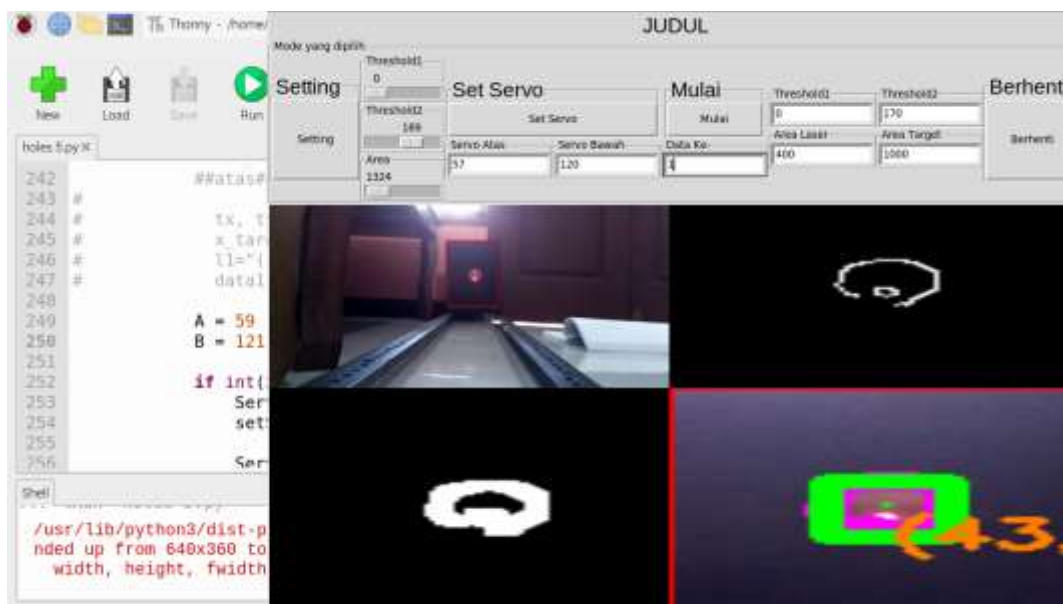 Thonny - /home/
New
Load
Save
Run
holes 5.py ×
242 ##atas#
243 #
244 # tx, t
245 #
246 # l1="(
247 #
248
249 A = 59
250 B = 121
251
252 if int(
253 Ser
254 set
255
256 Ser
Shell
/usr/lib/python3/dist-p
nded up from 640x360 to
width, height, fwidth
JUDUL
Mode yang dipilih
Setting
Setting
Threshold1
0
Threshold2
169
Area
1324
Set Servo
Set Servo
Servo Atas
Servo Bawah
57
120
Mulai
Mulai
Data Ke
1
Threshold1
Threshold2
0
170
Area Laser
Area Target
400
1000
Berhent
Berhenti
(43,